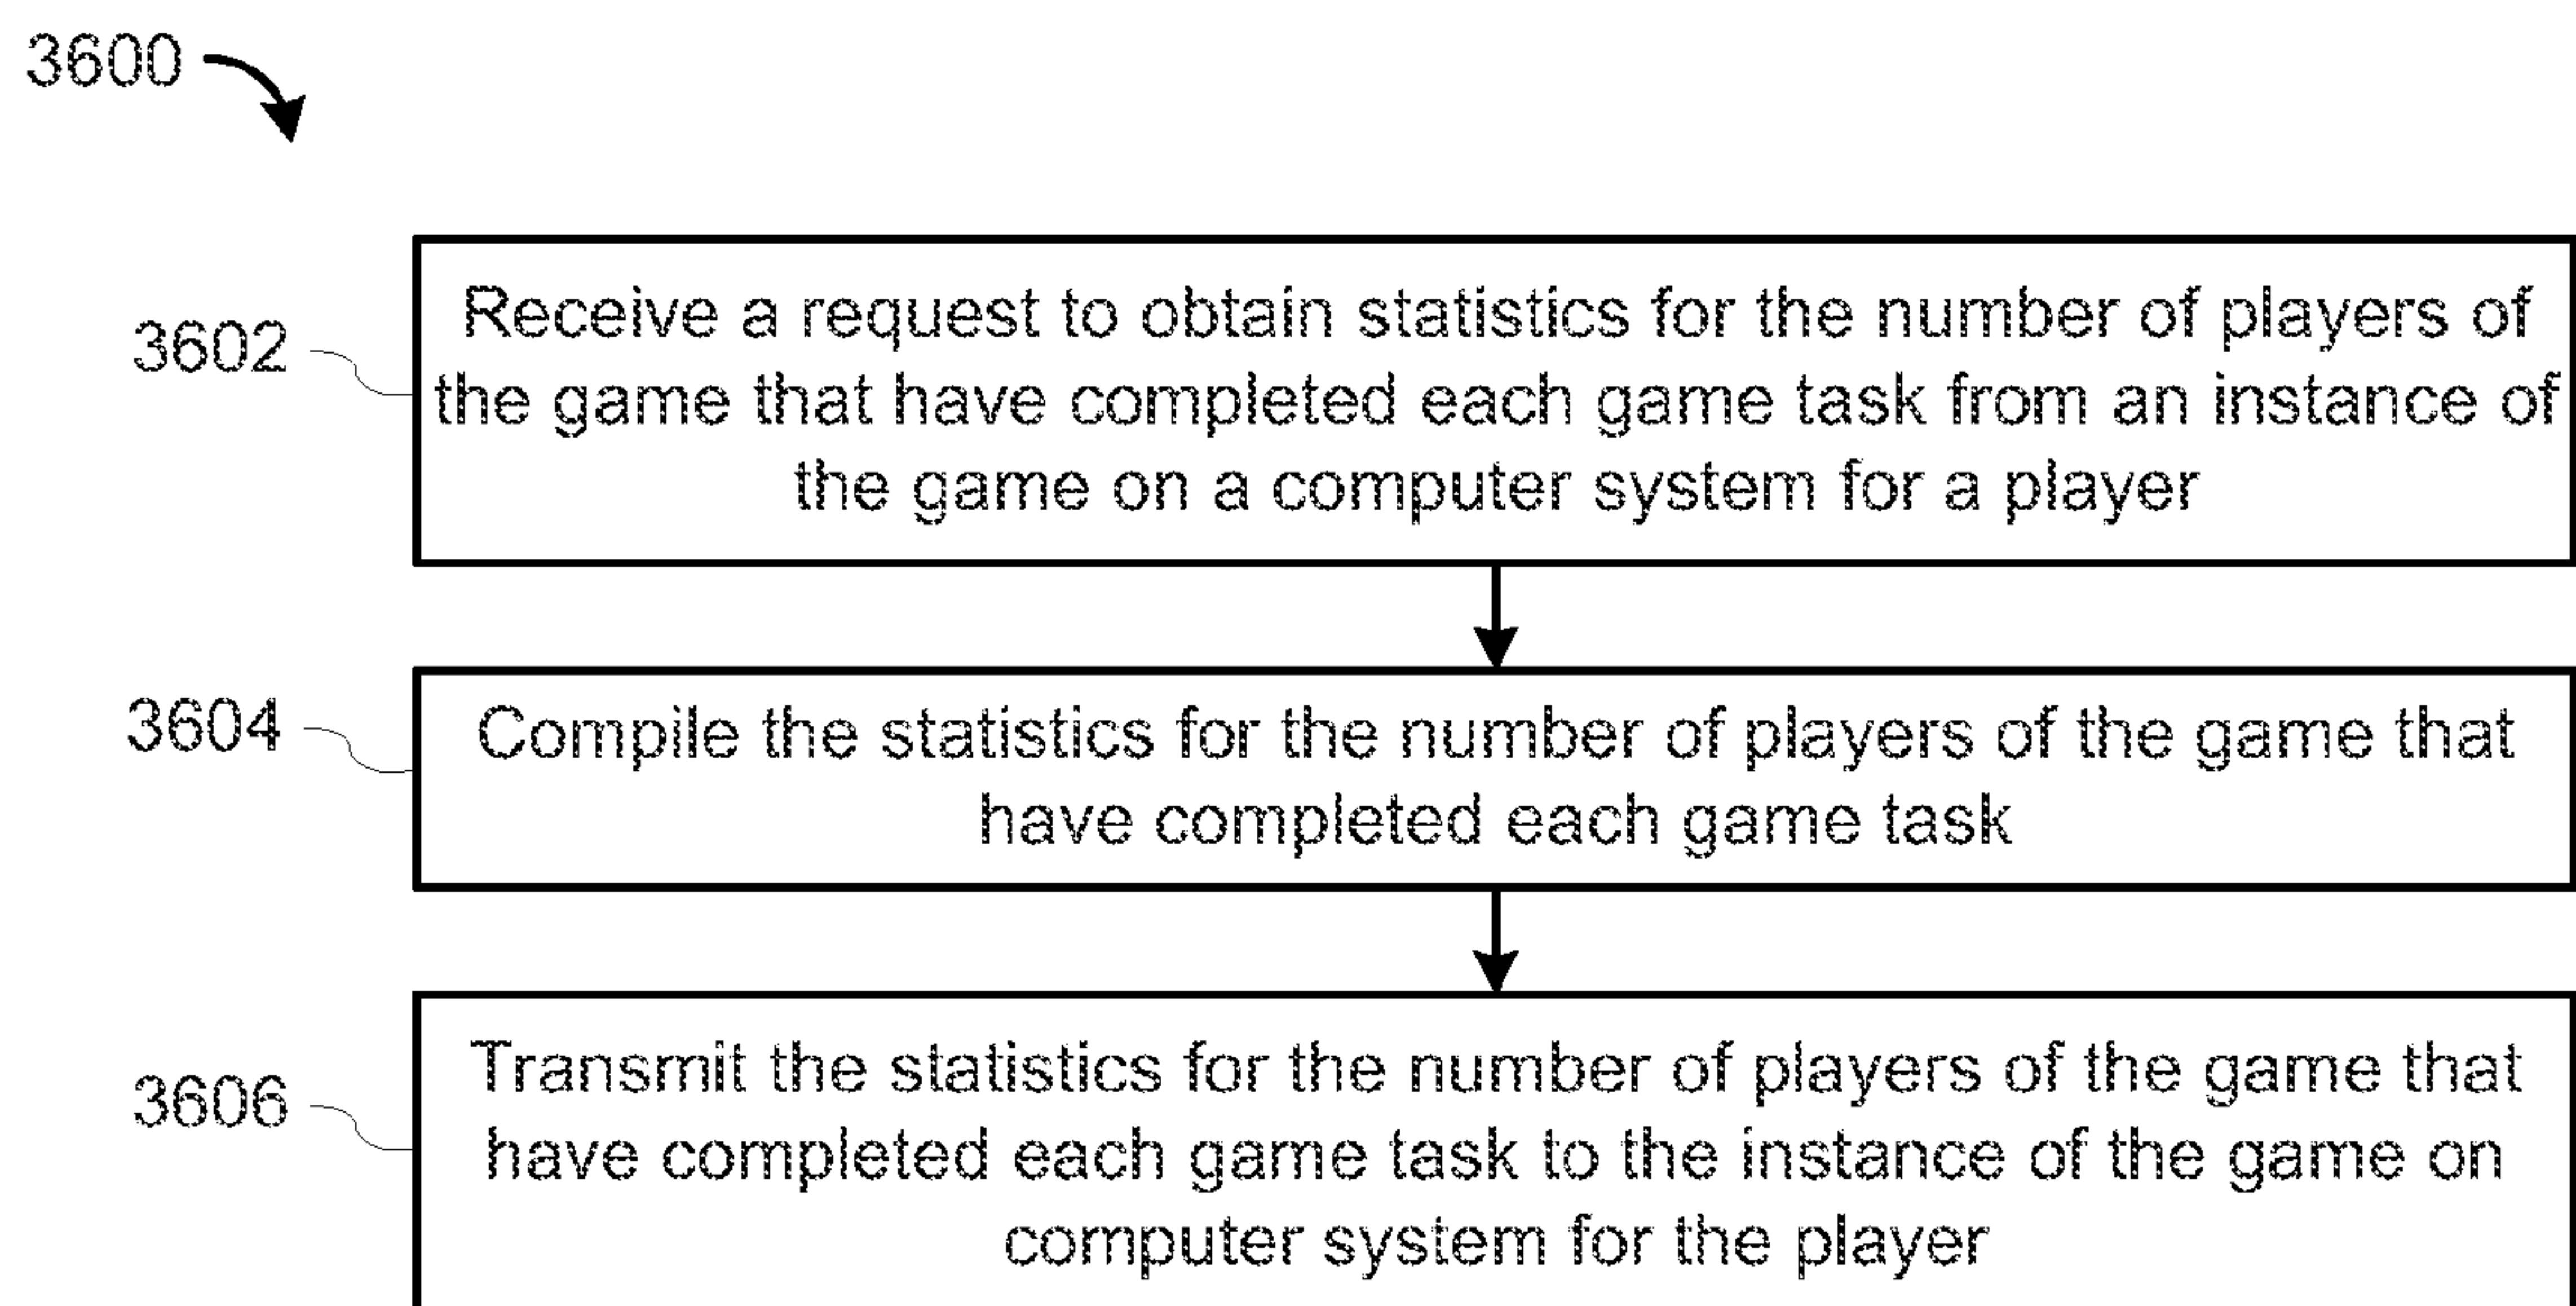 3600
3602
Receive a request to obtain statistics for the number of players of
the game that have completed each game task from an instance of
the game on a computer system for a player
3604
Compile the statistics for the number of players of the game that
have completed each game task
3606
Transmit the statistics for the number of players of the game that
have completed each game task to the instance of the game on
computer system for the player